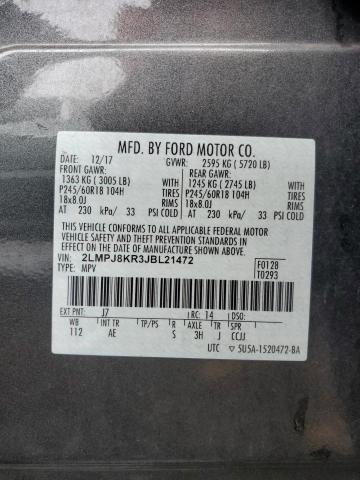 MFD. BY FORD MOTOR CO.
DATE: 12/17 GVWR: 2595 KG ( 5720 LB)
FRONT GAWR: REAR GAWR:
1363 KG ( 3005 LB) 1245 KG ( 2745 LB)
P245/60R18 104H TIRES P245/60R18 104H TIRES
18x8.0J RIMS 18x8.0J RIMS
AT 230 kPa/ 33 PSI COLD AT 230 kPa/ 33 PSI COLD
THIS VEHICLE CONFORMS TO ALL APPLICABLE FEDERAL MOTOR
VEHICLE SAFETY AND THEFT PREVENTION STANDARDS IN EFFECT ON
THE DATE OF MANUFACTURE SHOWN ABOVE.
VIN: 2LMPJ8KR3JBL21472 F0128
TYPE: MPV T0293
EXT PNT: J7 RC: 14 DSO:
WB INT TR TP/PS R AXLE TR SPR
112 AE S 3H J CCJJ
UTC ▽ 5U5A-1520472-BA